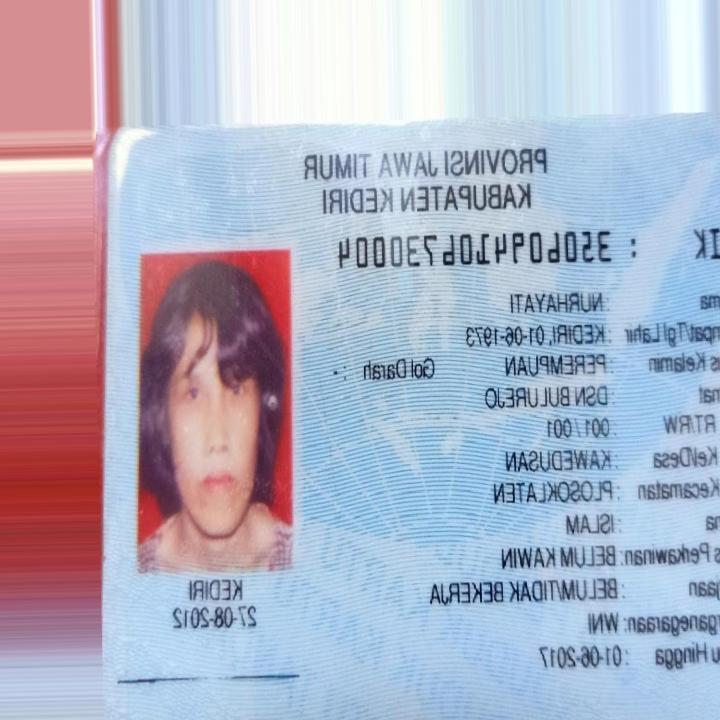 PROVINSI JAWA TIMUR
KABUPATEN KEDIRI
IK : 3506094106730004
ma : NURHAYATI
mpat/Tgl Lahir : KEDIRI, 01-06-1973
s Kelamin : PEREMPUAN Gol Darah : -
mat : DSN BULUREJO
RT/RW : 001/001
Kel/Desa : KAWEDUSAN
Kecamatan : PLOSOKLATEN
ma : ISLAM
s Perkawinan: BELUM KAWIN
jaan : BELUM/TIDAK BEKERJA
rganegaraan: WNI
u Hingga : 01-06-2017
KEDIRI
27-08-2012